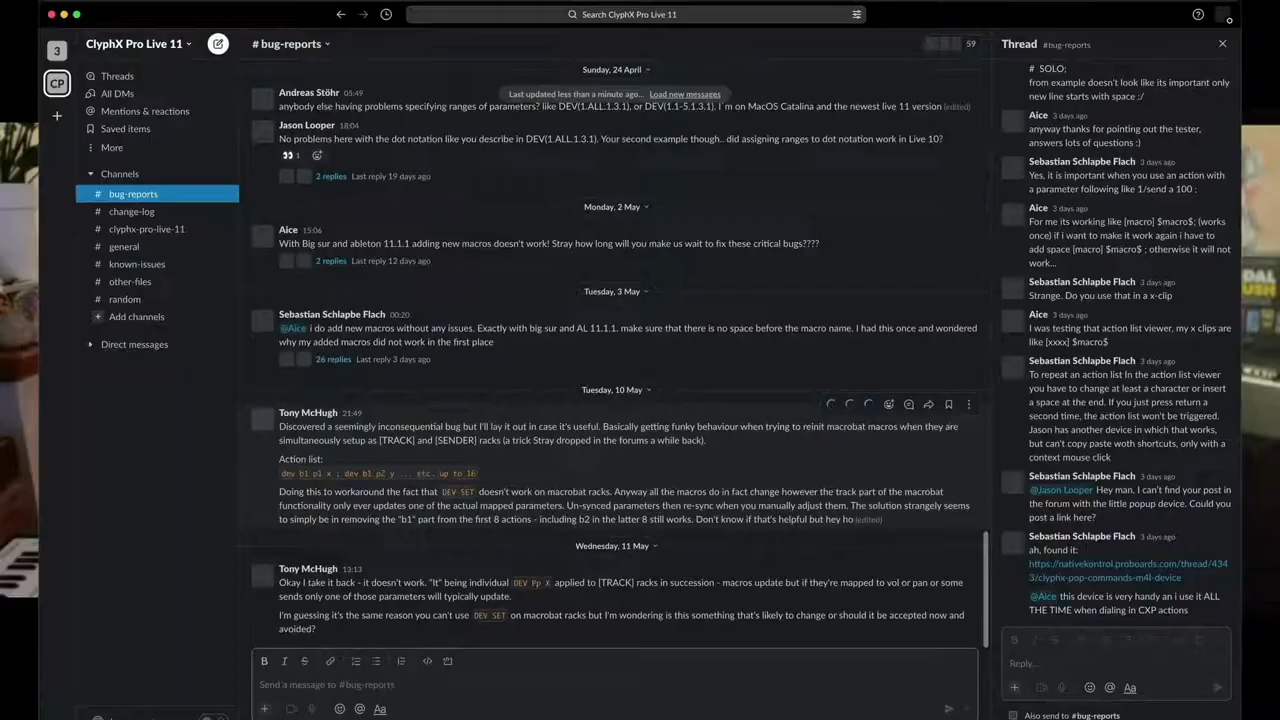 Search ClyphX Pro Live 11
3
CP
ClyphX Pro Live 11
Threads
All DMs
Mentions & reactions
Saved items
More
Channels
# bug-reports
# change-log
# clyphx-pro-live-11
# general
# known-issues
# other-files
# random
Add channels
Direct messages
# bug-reports
59
Sunday, 24 April
Last updated less than a minute ago... Load new messages
Andreas Stöhr 05:49
anybody else having problems specifying ranges of parameters? like DEV(1.ALL.1.3.1), or DEV(1.1-5.1.3.1). I´m on MacOS Catalina and the newest live 11 version (edited)
Jason Looper 18:04
No problems here with the dot notation like you describe in DEV(1.ALL.1.3.1). Your second example though.. did assigning ranges to dot notation work in Live 10?
1
2 replies Last reply 19 days ago
Monday, 2 May
Aice 15:06
With Big sur and ableton 11.1.1 adding new macros doesn't work! Stray how long will you make us wait to fix these critical bugs????
2 replies Last reply 12 days ago
Tuesday, 3 May
Sebastian Schlapbe Flach 00:20
@Aice i do add new macros without any issues. Exactly with big sur and AL 11.1.1. make sure that there is no space before the macro name. I had this once and wondered
why my added macros did not work in the first place
26 replies Last reply 3 days ago
Tuesday, 10 May
Tony McHugh 21:49
Discovered a seemingly inconsequential bug but I'll lay it out in case it's useful. Basically getting funky behaviour when trying to reinit macrobat macros when they are
simultaneously setup as [TRACK] and [SENDER] racks (a trick Stray dropped in the forums a while back).
Action list:
dev b1 p1 x ; dev b1 p2 y ... etc. up to 16
Doing this to workaround the fact that DEV SET doesn't work on macrobat racks. Anyway all the macros do in fact change however the track part of the macrobat
functionality only ever updates one of the actual mapped parameters. Un-synced parameters then re-sync when you manually adjust them. The solution strangely seems
to simply be in removing the "b1" part from the first 8 actions - including b2 in the latter 8 still works. Don't know if that's helpful but hey ho (edited)
Wednesday, 11 May
Tony McHugh 13:13
Okay I take it back - it doesn't work. "It" being individual DEV Pp X applied to [TRACK] racks in succession - macros update but if they're mapped to vol or pan or some
sends only one of those parameters will typically update.
I'm guessing it's the same reason you can't use DEV SET on macrobat racks but I'm wondering is this something that's likely to change or should it be accepted now and
avoided?
Send a message to #bug-reports
Thread #bug-reports
# SOLO;
from example doesn't look like its important only
new line starts with space :/
Aice 3 days ago
anyway thanks for pointing out the tester,
answers lots of questions :)
Sebastian Schlapbe Flach 3 days ago
Yes, it is important when you use an action with
a parameter following like 1/send a 100 ;
Aice 3 days ago
For me its working like [macro] $macro$; (works
once) if i want to make it work again i have to
add space [macro] $macro$ ; otherwise it will not
work...
Sebastian Schlapbe Flach 3 days ago
Strange. Do you use that in a x-clip
Aice 3 days ago
I was testing that action list viewer, my x clips are
like [xxxx] $macro$
Sebastian Schlapbe Flach 3 days ago
To repeat an action list In the action list viewer
you have to change at least a character or insert
a space at the end. If you just press return a
second time, the action list won't be triggered.
Jason has another device in which that works,
but can't copy paste woth shortcuts, only with a
context mouse click
Sebastian Schlapbe Flach 3 days ago
@Jason Looper Hey man, I can't find your post in
the forum with the little popup device. Could you
post a link here?
Sebastian Schlapbe Flach 3 days ago
ah, found it:
https://nativekontrol.proboards.com/thread/434
3/clyphx-pop-commands-m4l-device
@Aice this device is very handy an i use it ALL
THE TIME when dialing in CXP actions
Reply...
Also send to #bug-reports